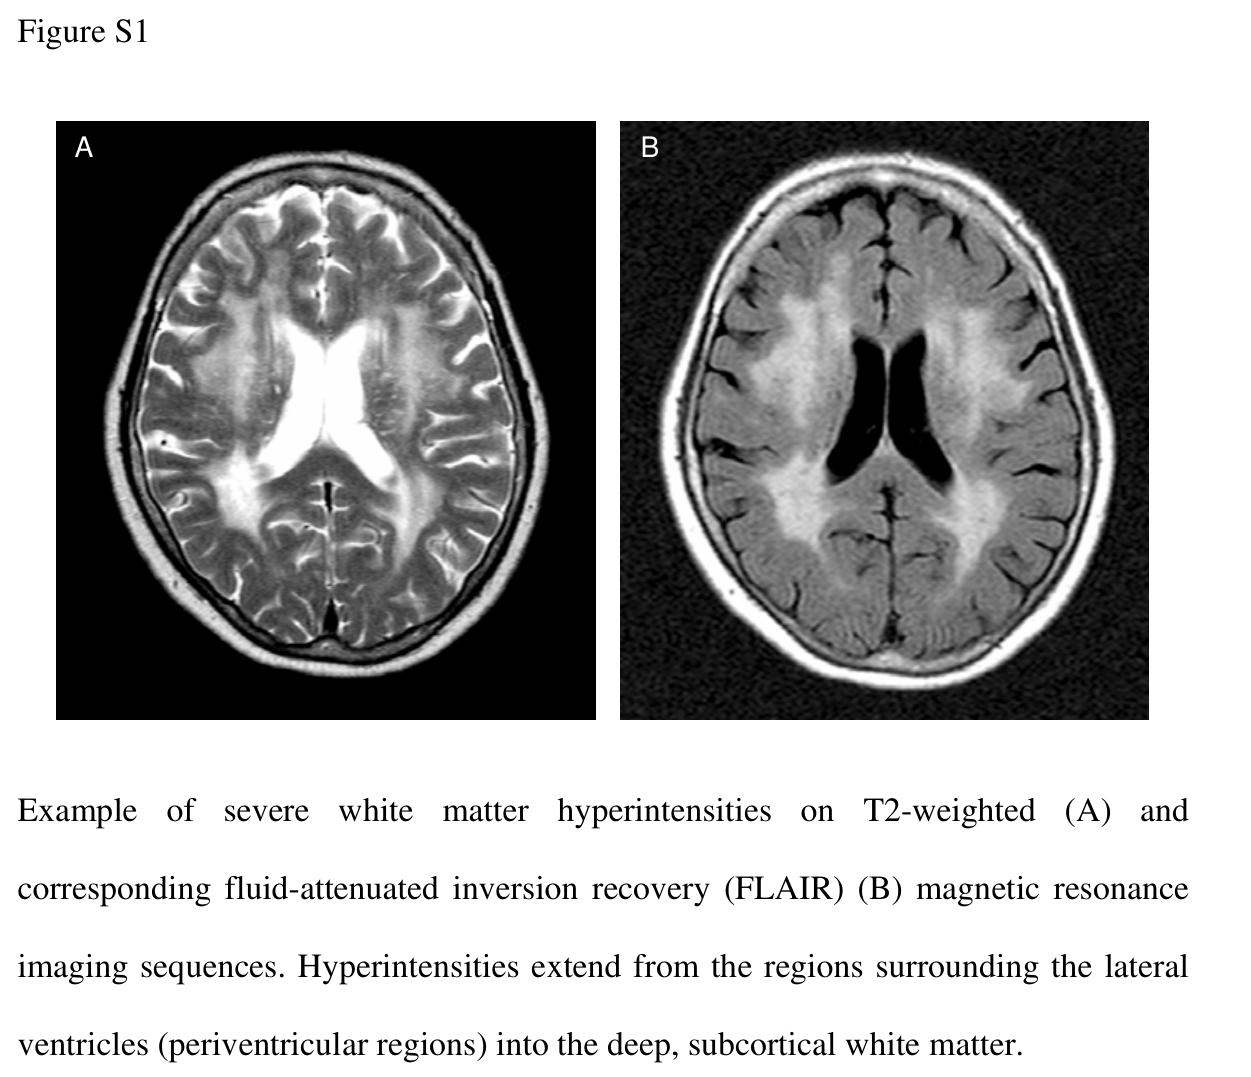 Figure S1
A
B
Example of severe white matter hyperintensities on T2-weighted (A) and
corresponding fluid-attenuated inversion recovery (FLAIR) (B) magnetic resonance
imaging sequences. Hyperintensities extend from the regions surrounding the lateral
ventricles (periventricular regions) into the deep, subcortical white matter.